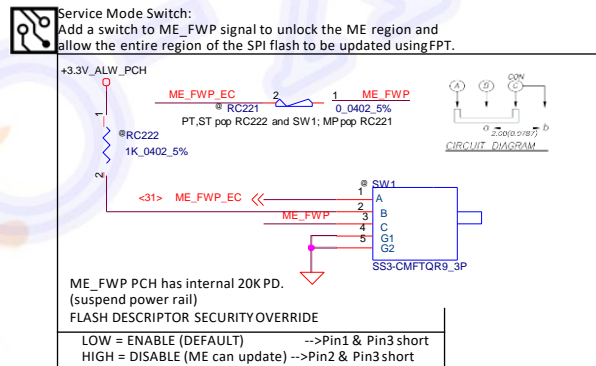 Service Mode Switch:
Add a switch to ME_FWP signal to unlock the ME region and
allow the entire region of the SPI flash to be updated using FPT.
+3.3V_ALW_PCH
ME_FWP_EC 2 1 ME_FWP
@ RC221 0_0402_5%
PT,ST pop RC222 and SW1; MP pop RC221
1
@RC222
1K_0402_5%
2
A D CON C
a 2.00(0.0787) b
CIRCUIT DIAGRAM
@ SW1
<31> ME_FWP_EC 1 A
2 B
ME_FWP 3 C
4 G1
5 G2
SS3-CMFTQR9_3P
ME_FWP PCH has internal 20K PD.
(suspend power rail)
FLASH DESCRIPTOR SECURITY OVERRIDE
LOW = ENABLE (DEFAULT) -->Pin1 & Pin3 short
HIGH = DISABLE (ME can update) -->Pin2 & Pin3 short